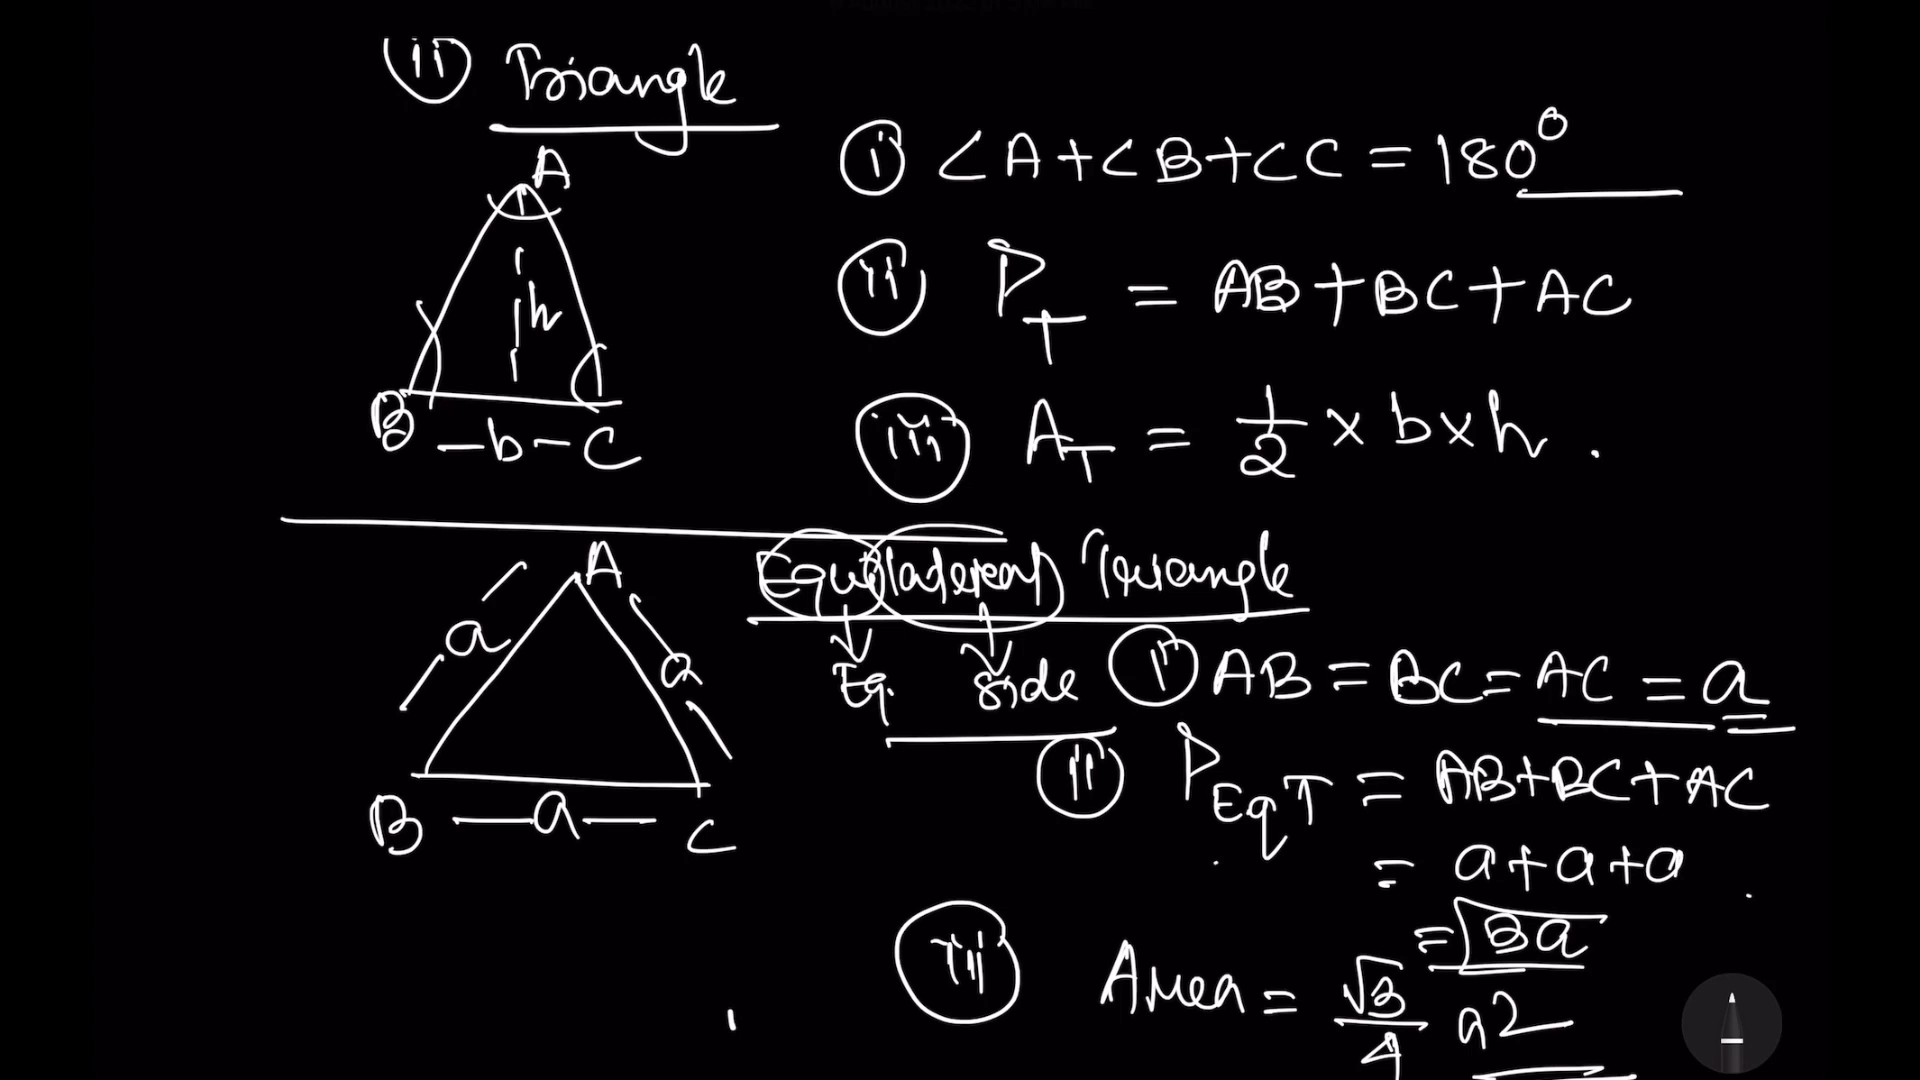 (ii) Triangle
A
h
B -b- C
(i) ∠A+∠B+∠C = 180°
(ii) P_T = AB+BC+AC
(iii) A_T = 1/2 × b × h .
Equilateral Triangle
Eq. side
A
a
a
B —a— C
(i) AB = BC = AC = a
(ii) P_EqT = AB+BC+AC
= a+a+a
= 3a
(iii) Area = √3/4 a2